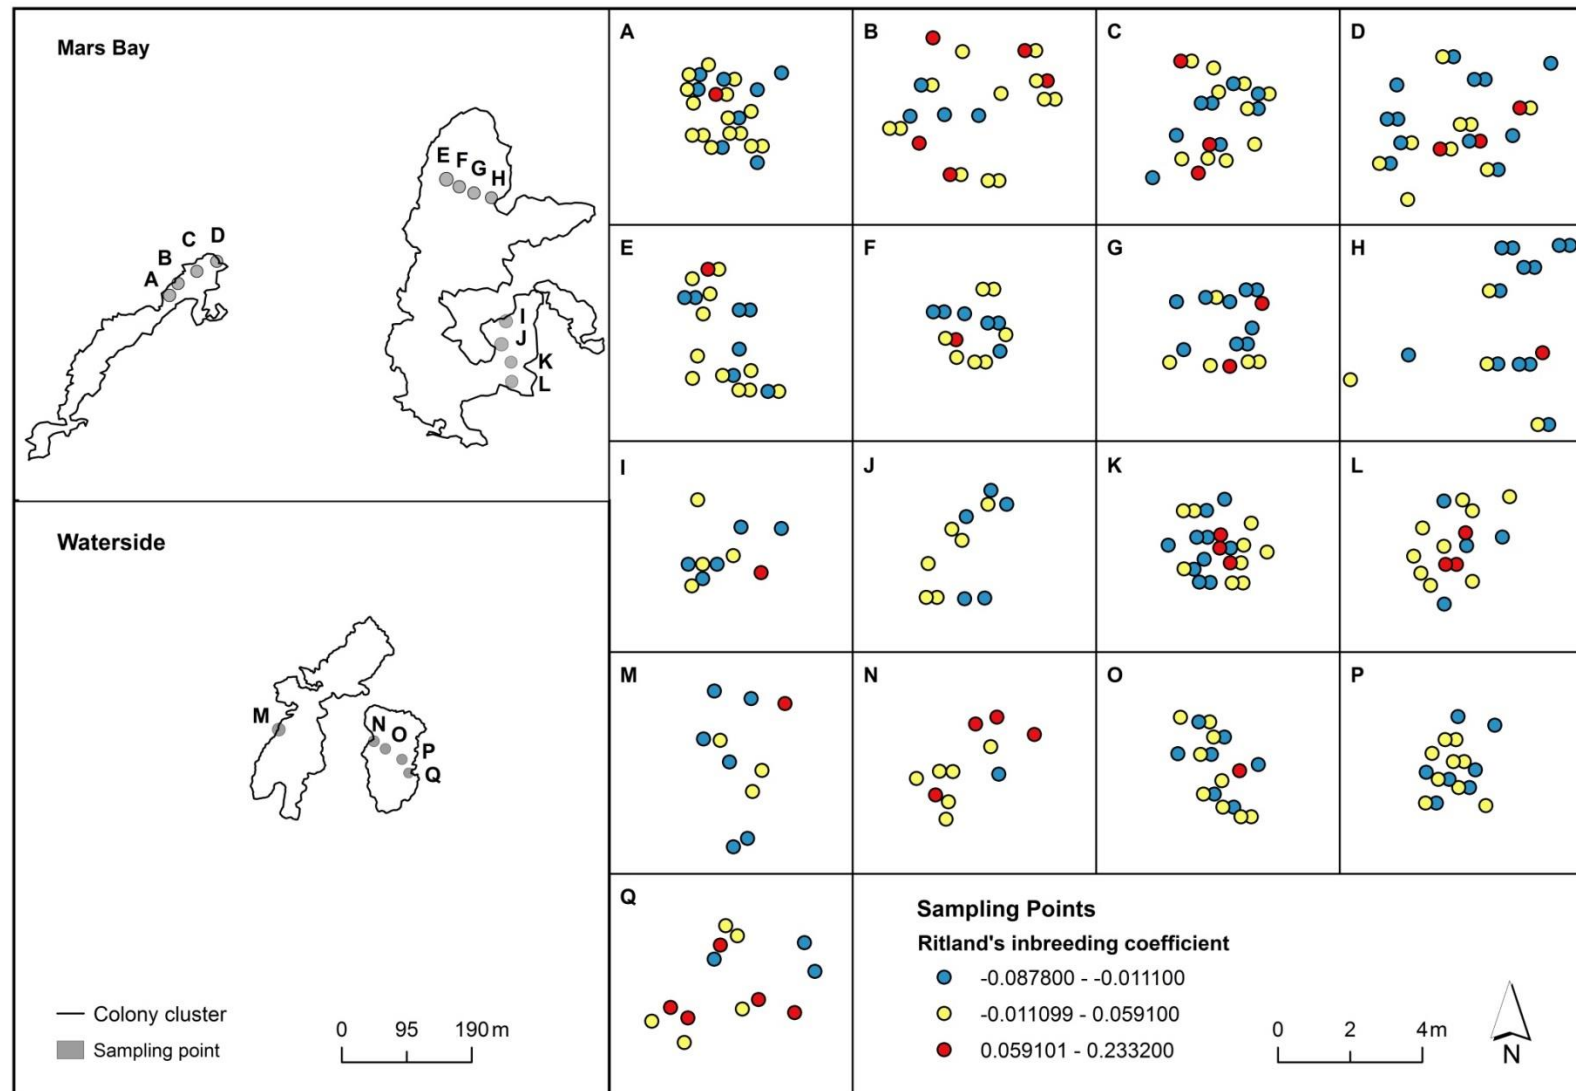 Mars Bay
A
B
C
D
E
F
G
H
I
J
K
L
Waterside
M
N
O
P
Q
Colony cluster
Sampling point
0 95 190 m
A
B
C
D
E
F
G
H
I
J
K
L
M
N
O
P
Q
Sampling Points
Ritland's inbreeding coefficient
-0.087800 - -0.011100
-0.011099 - 0.059100
0.059101 - 0.233200
0 2 4 m
N